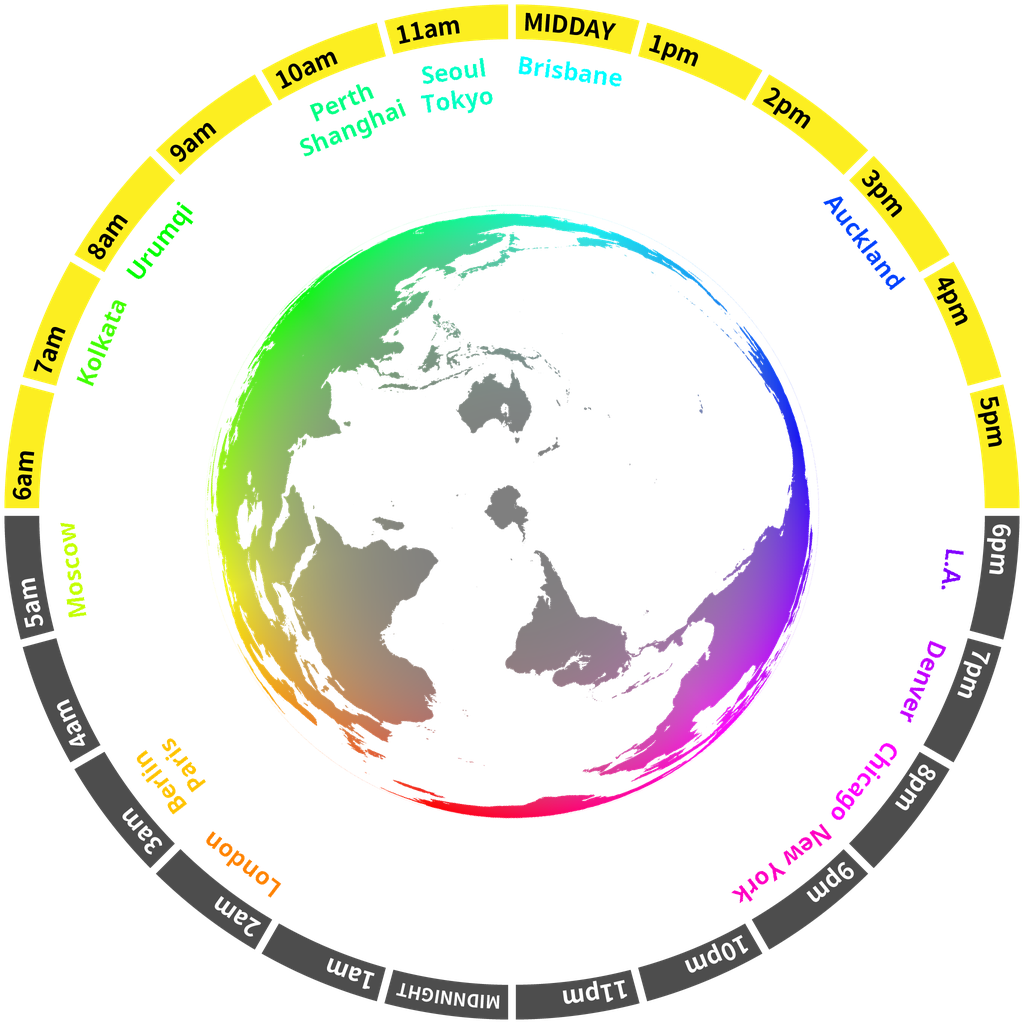 MIDDAY
1pm
2pm
3pm
4pm
5pm
6pm
7pm
8pm
9pm
10pm
11pm
MIDNNIGHT
1am
2am
3am
4am
5am
6am
7am
8am
9am
10am
11am
Brisbane
Auckland
L.A.
Denver
Chicago
New York
London
Berlin
Paris
Moscow
Kolkata
Urumqi
Perth
Shanghai
Seoul
Tokyo